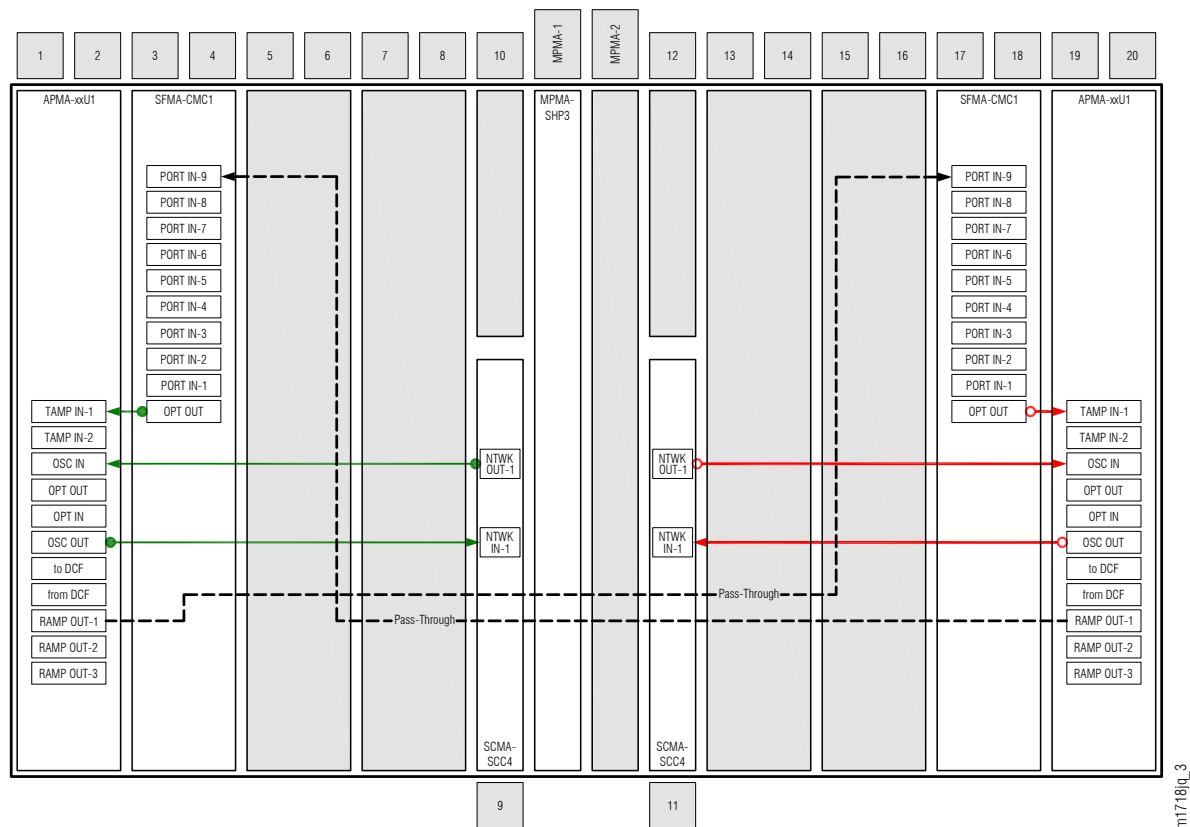 1
2
3
4
5
6
7
8
10
MPMA-1
MPMA-2
12
13
14
15
16
17
18
19
20
APMA-xxU1
SFMA-CMC1
MPMA-
SHP3
SFMA-CMC1
APMA-xxU1
PORT IN-9
PORT IN-8
PORT IN-7
PORT IN-6
PORT IN-5
PORT IN-4
PORT IN-3
PORT IN-2
PORT IN-1
OPT OUT
PORT IN-9
PORT IN-8
PORT IN-7
PORT IN-6
PORT IN-5
PORT IN-4
PORT IN-3
PORT IN-2
PORT IN-1
OPT OUT
TAMP IN-1
TAMP IN-2
OSC IN
OPT OUT
OPT IN
OSC OUT
to DCF
from DCF
RAMP OUT-1
RAMP OUT-2
RAMP OUT-3
NTWK
OUT-1
NTWK
IN-1
NTWK
OUT-1
NTWK
IN-1
TAMP IN-1
TAMP IN-2
OSC IN
OPT OUT
OPT IN
OSC OUT
to DCF
from DCF
RAMP OUT-1
RAMP OUT-2
RAMP OUT-3
Pass-Through
Pass-Through
SCMA-
SCC4
SCMA-
SCC4
9
11
m1718jq_3